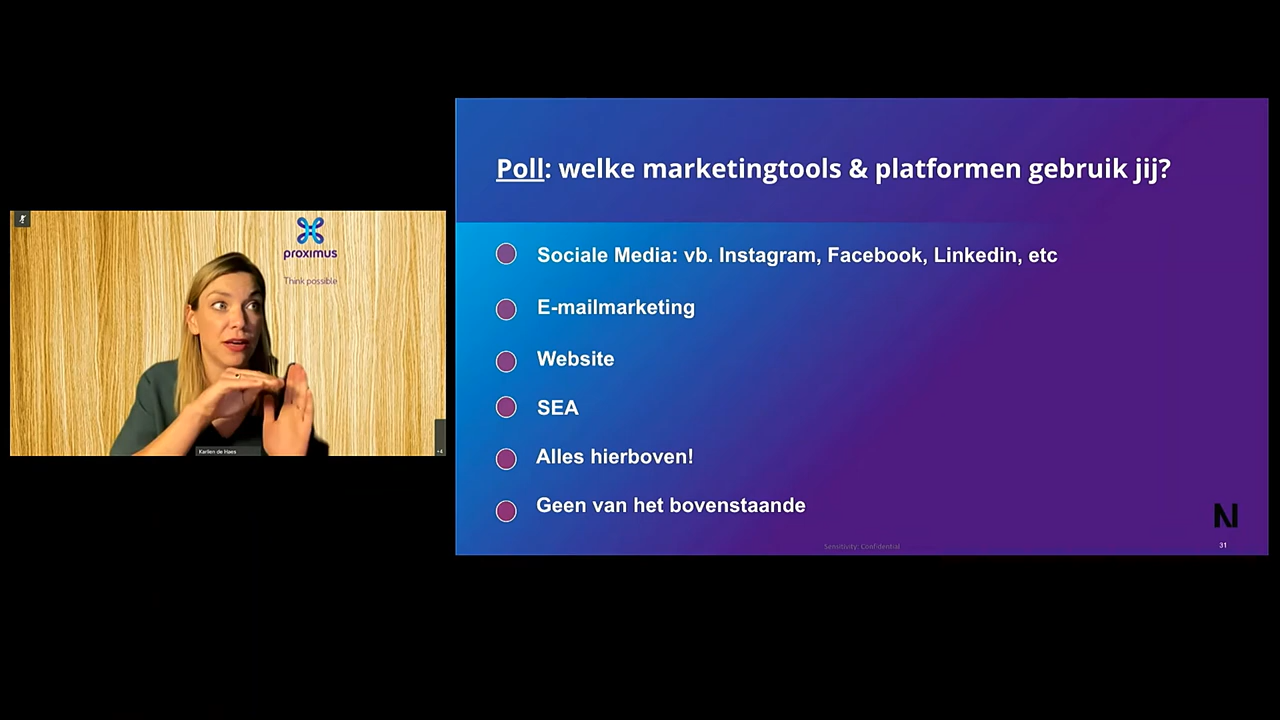 proximus
Think possible
Karlien de Haes
+4
Poll: welke marketingtools & platformen gebruik jij?
Sociale Media: vb. Instagram, Facebook, Linkedin, etc
E-mailmarketing
Website
SEA
Alles hierboven!
Geen van het bovenstaande
N
Sensitivity: Confidential
31